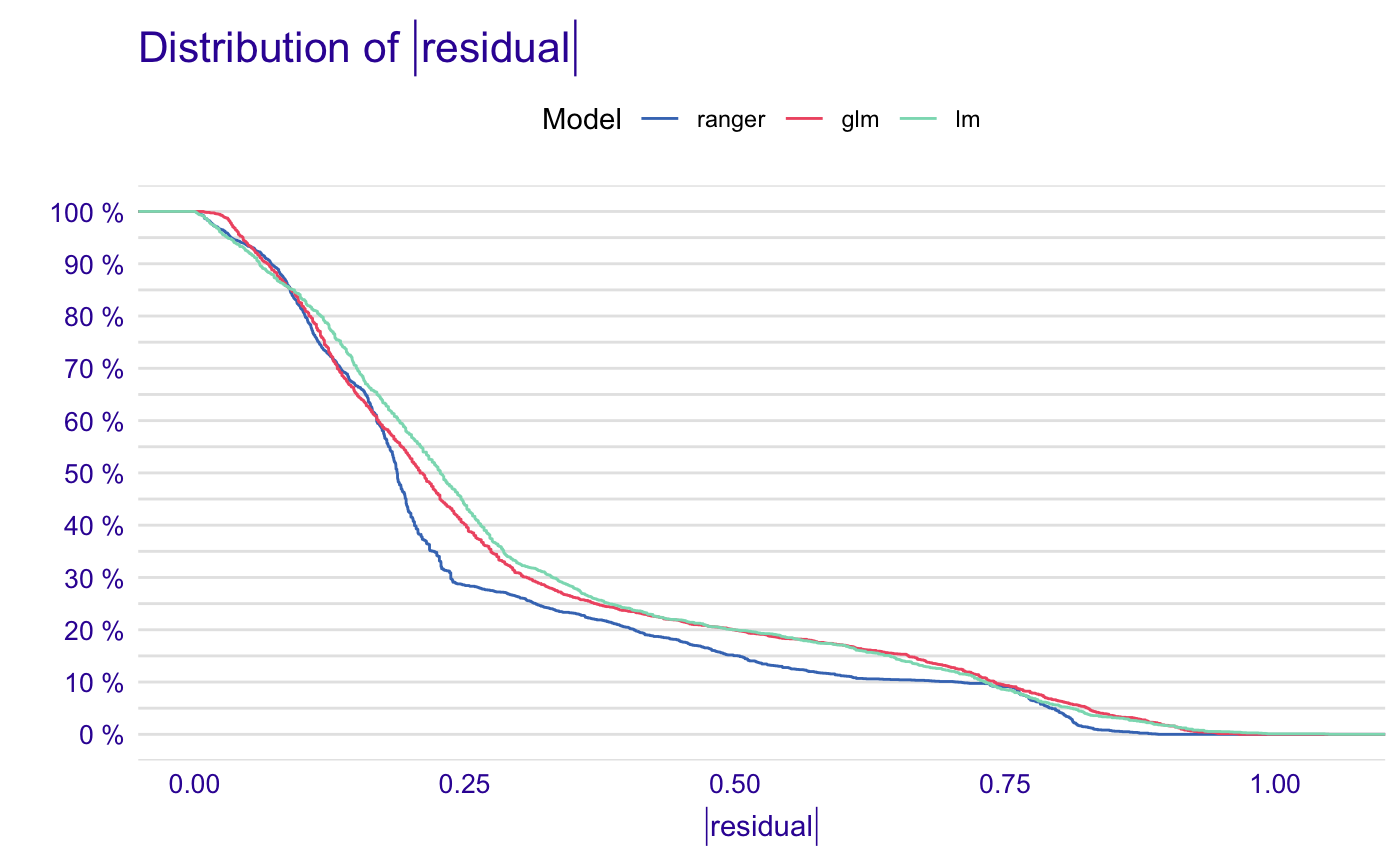 Distribution of |residual|
Model ranger glm lm
100 %
90 %
80 %
70 %
60 %
50 %
40 %
30 %
20 %
10 %
0 %
0.00 0.25 0.50 0.75 1.00
|residual|